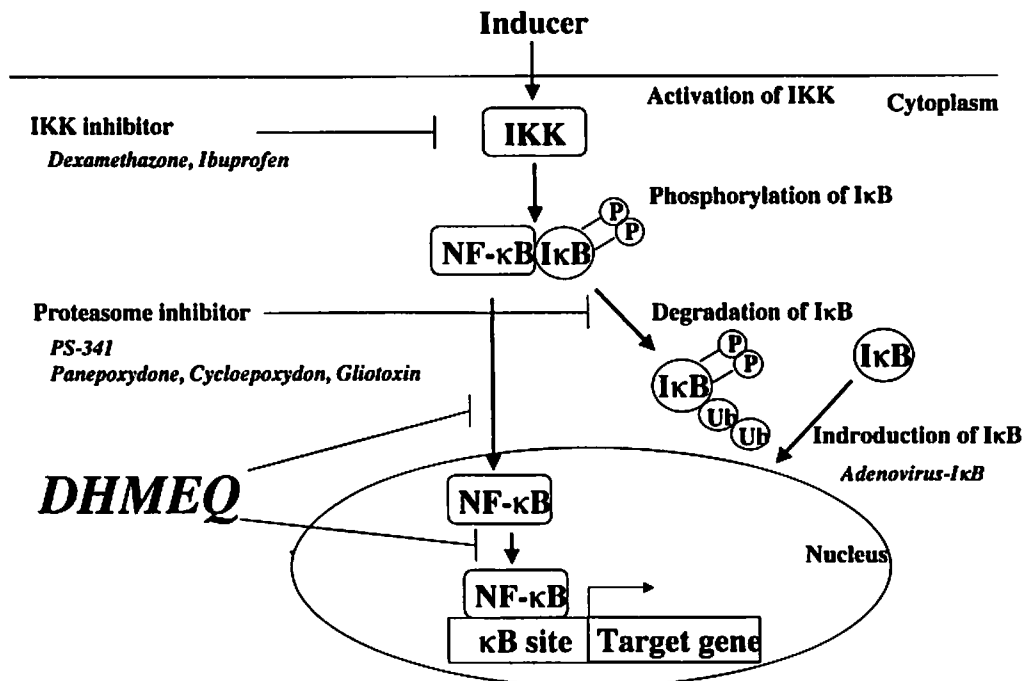 Inducer
Activation of IKK
Cytoplasm
IKK inhibitor
Dexamethazone, Ibuprofen
IKK
Phosphorylation of IκB
P
P
NF-κB
IκB
Proteasome inhibitor
PS-341
Panepoxydone, Cycloepoxydon, Gliotoxin
Degradation of IκB
P
P
IκB
Ub
Ub
IκB
Indroduction of IκB
Adenovirus-IκB
DHMEQ
NF-κB
Nucleus
NF-κB
κB site
Target gene